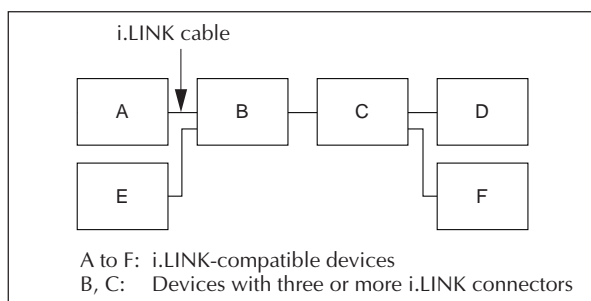 i.LINK cable
A
B
C
D
E
F
A to F: i.LINK-compatible devices
B, C: Devices with three or more i.LINK connectors